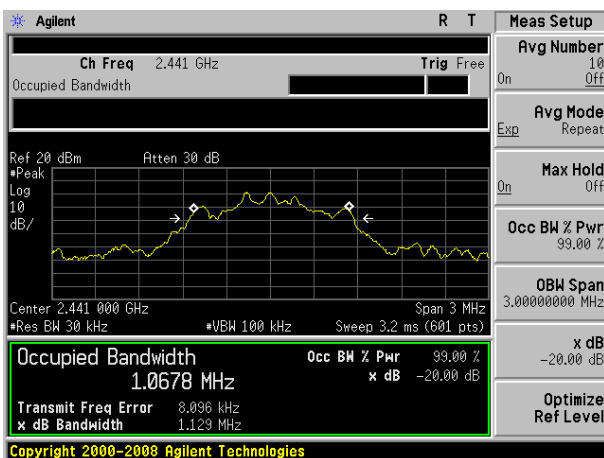 Agilent R T
Ch Freq 2.441 GHz Trig Free
Occupied Bandwidth
Ref 20 dBm Atten 30 dB
#Peak
Log
10
dB/
Center 2.441 000 GHz Span 3 MHz
#Res BW 30 kHz #VBW 100 kHz Sweep 3.2 ms (601 pts)
Occupied Bandwidth
1.0678 MHz
Occ BW % Pwr 99.00 %
x dB -20.00 dB
Transmit Freq Error 8.096 kHz
x dB Bandwidth 1.129 MHz
Copyright 2000-2008 Agilent Technologies
Meas Setup
Avg Number
10
On Off
Avg Mode
Exp Repeat
Max Hold
On Off
Occ BW % Pwr
99.00 %
OBW Span
3.00000000 MHz
x dB
-20.00 dB
Optimize
Ref Level